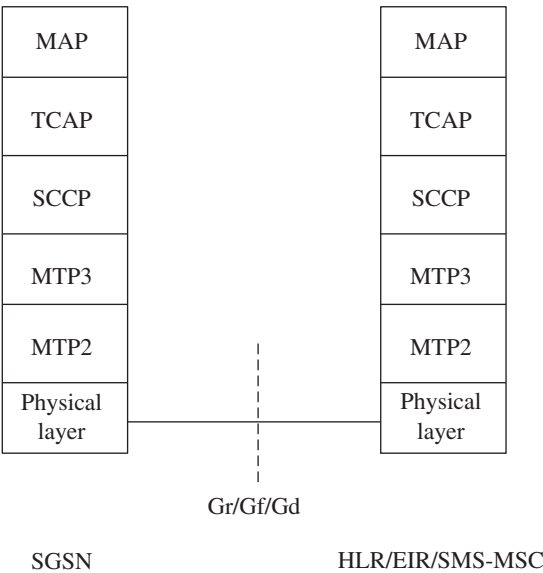 MAP
TCAP
SCCP
MTP3
MTP2
Physical
layer
MAP
TCAP
SCCP
MTP3
MTP2
Physical
layer
Gr/Gf/Gd
SGSN
HLR/EIR/SMS-MSC